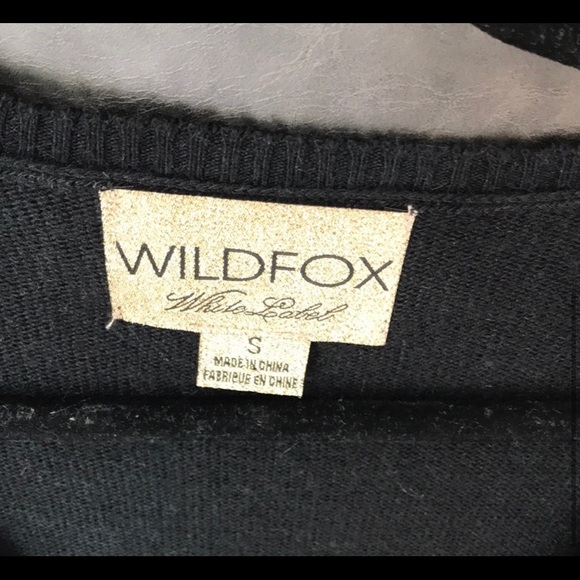 WILDFOX
White Label
S
MADE IN CHINA
FABRIQUE EN CHINE